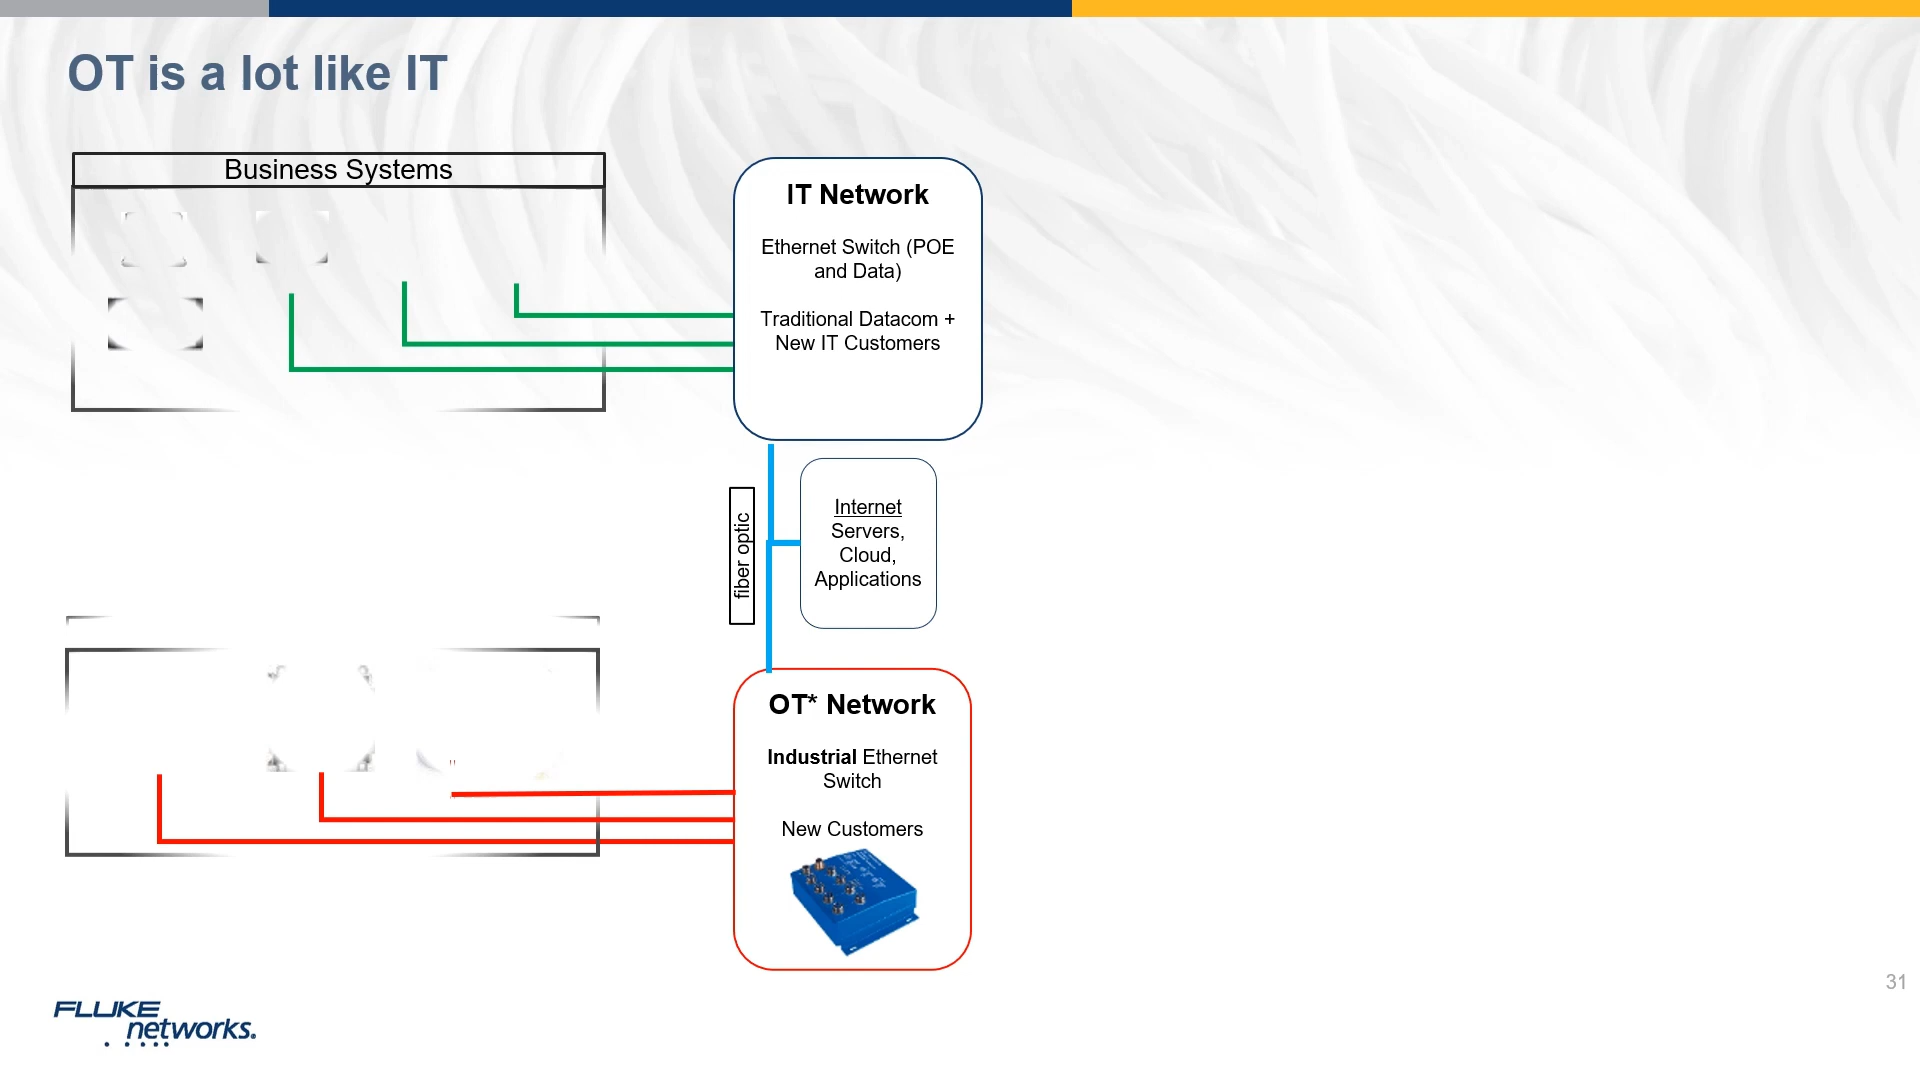 OT is a lot like IT
Business Systems
IT Network
Ethernet Switch (POE
and Data)
Traditional Datacom +
New IT Customers
fiber optic
Internet
Servers,
Cloud,
Applications
OT* Network
Industrial Ethernet
Switch
New Customers
31
FLUKE
networks.